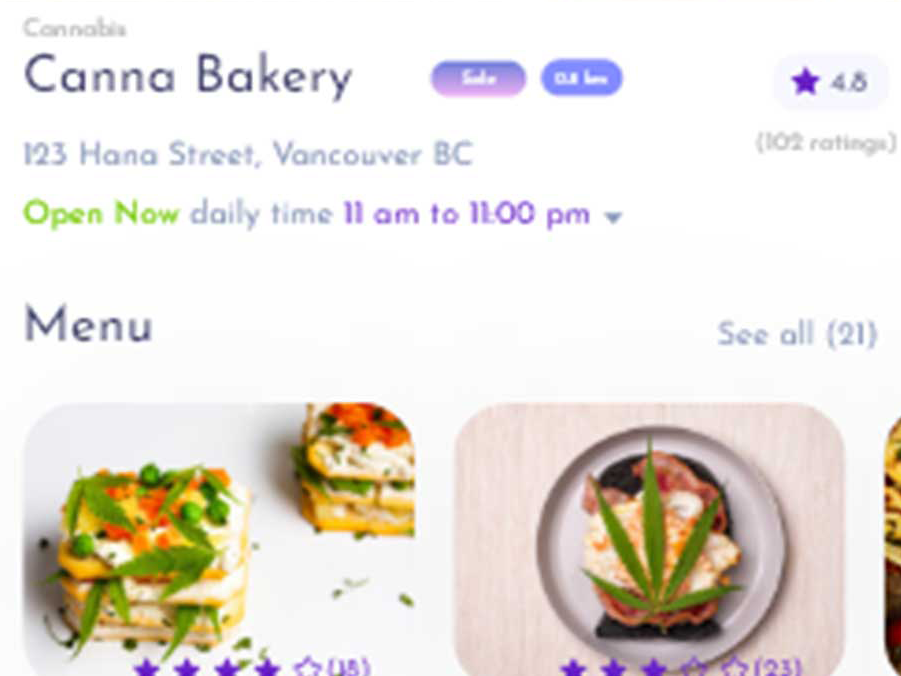 Cannabis
Canna Bakery
Sale
0.8 km
4.8
123 Hana Street, Vancouver BC
(102 ratings)
Open Now daily time 11 am to 11:00 pm
Menu
See all (21)
(18)
(23)